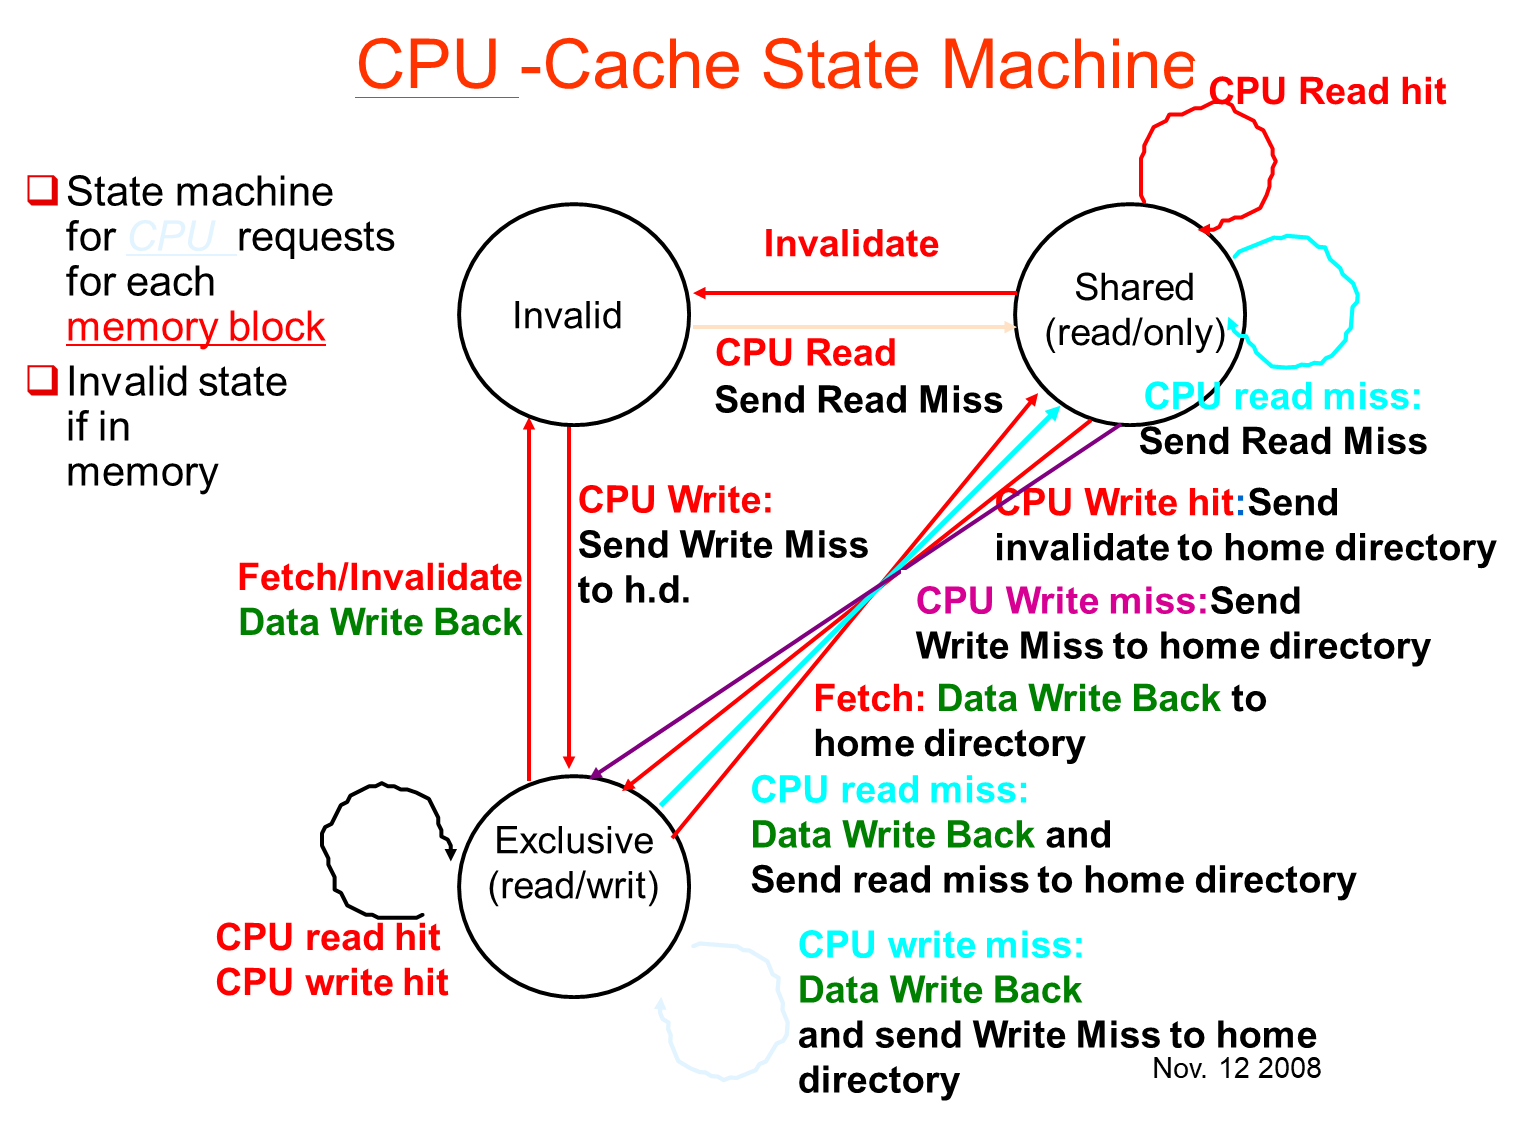 CPU -Cache State Machine
CPU Read hit
State machine
for CPU requests
for each
memory block
Invalid state
if in
memory
Invalid
Invalidate
Shared
(read/only)
CPU Read
Send Read Miss
CPU read miss:
Send Read Miss
CPU Write:
Send Write Miss
to h.d.
CPU Write hit:Send
invalidate to home directory
Fetch/Invalidate
Data Write Back
CPU Write miss:Send
Write Miss to home directory
Fetch: Data Write Back to
home directory
CPU read miss:
Data Write Back and
Send read miss to home directory
Exclusive
(read/writ)
CPU read hit
CPU write hit
CPU write miss:
Data Write Back
and send Write Miss to home
directory
Nov. 12 2008